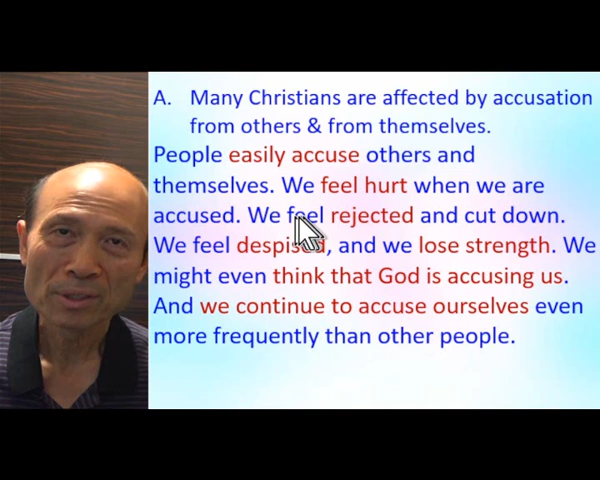 A. Many Christians are affected by accusation
from others & from themselves.
People easily accuse others and
themselves. We feel hurt when we are
accused. We feel rejected and cut down.
We feel despised, and we lose strength. We
might even think that God is accusing us.
And we continue to accuse ourselves even
more frequently than other people.